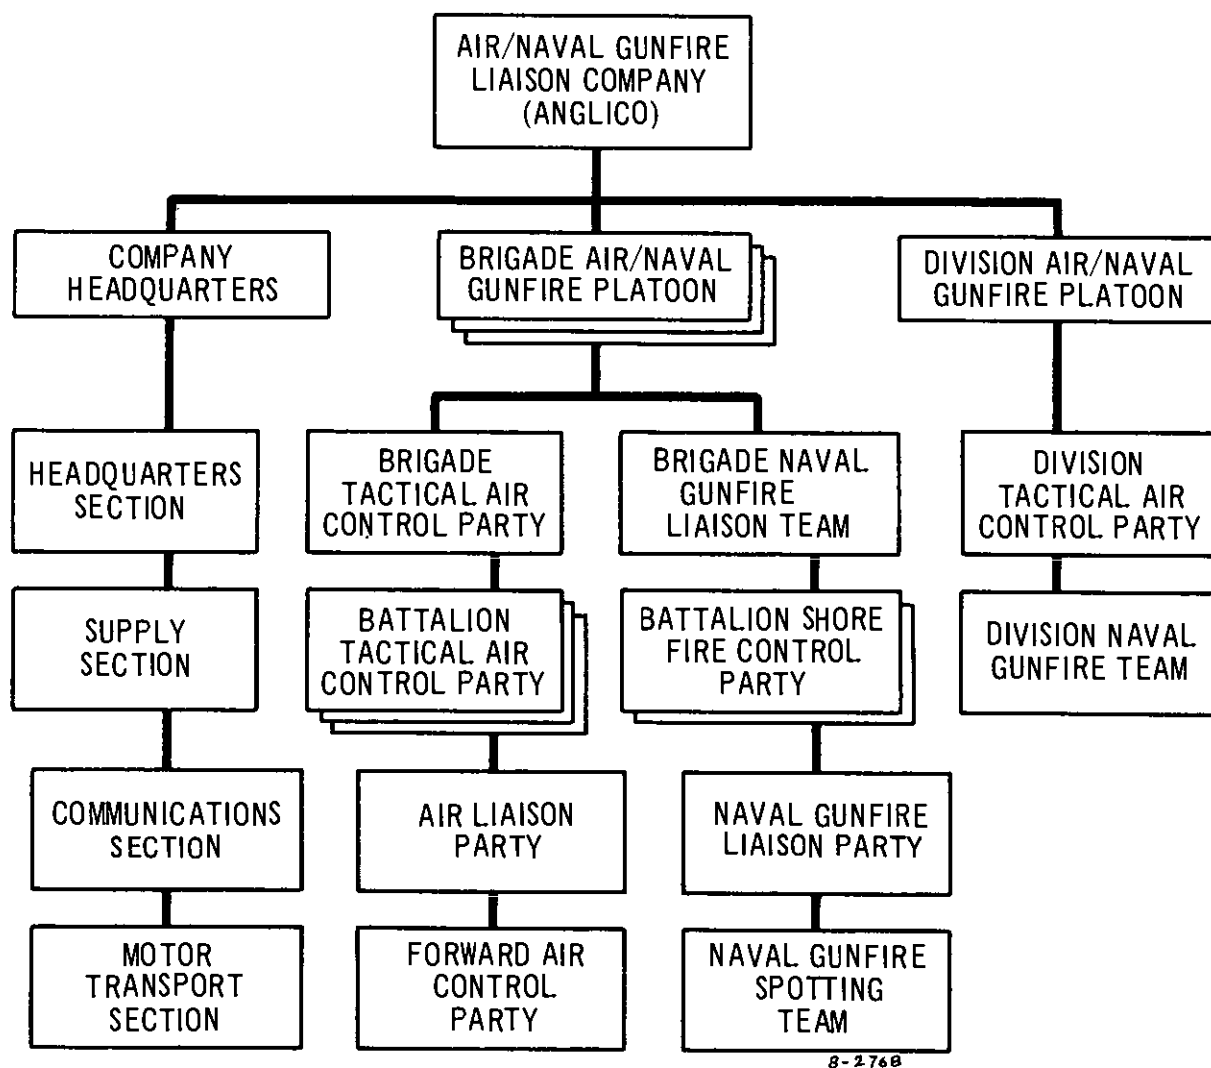 AIR/NAVAL GUNFIRE
LIAISON COMPANY
(ANGLICO)
COMPANY
HEADQUARTERS
BRIGADE AIR/NAVAL
GUNFIRE PLATOON
DIVISION AIR/NAVAL
GUNFIRE PLATOON
HEADQUARTERS
SECTION
BRIGADE
TACTICAL AIR
CONTROL PARTY
BRIGADE NAVAL
GUNFIRE
LIAISON TEAM
DIVISION
TACTICAL AIR
CONTROL PARTY
SUPPLY
SECTION
BATTALION
TACTICAL AIR
CONTROL PARTY
BATTALION SHORE
FIRE CONTROL
PARTY
DIVISION NAVAL
GUNFIRE TEAM
COMMUNICATIONS
SECTION
AIR LIAISON
PARTY
NAVAL GUNFIRE
LIAISON PARTY
MOTOR
TRANSPORT
SECTION
FORWARD AIR
CONTROL
PARTY
NAVAL GUNFIRE
SPOTTING
TEAM
8-276B